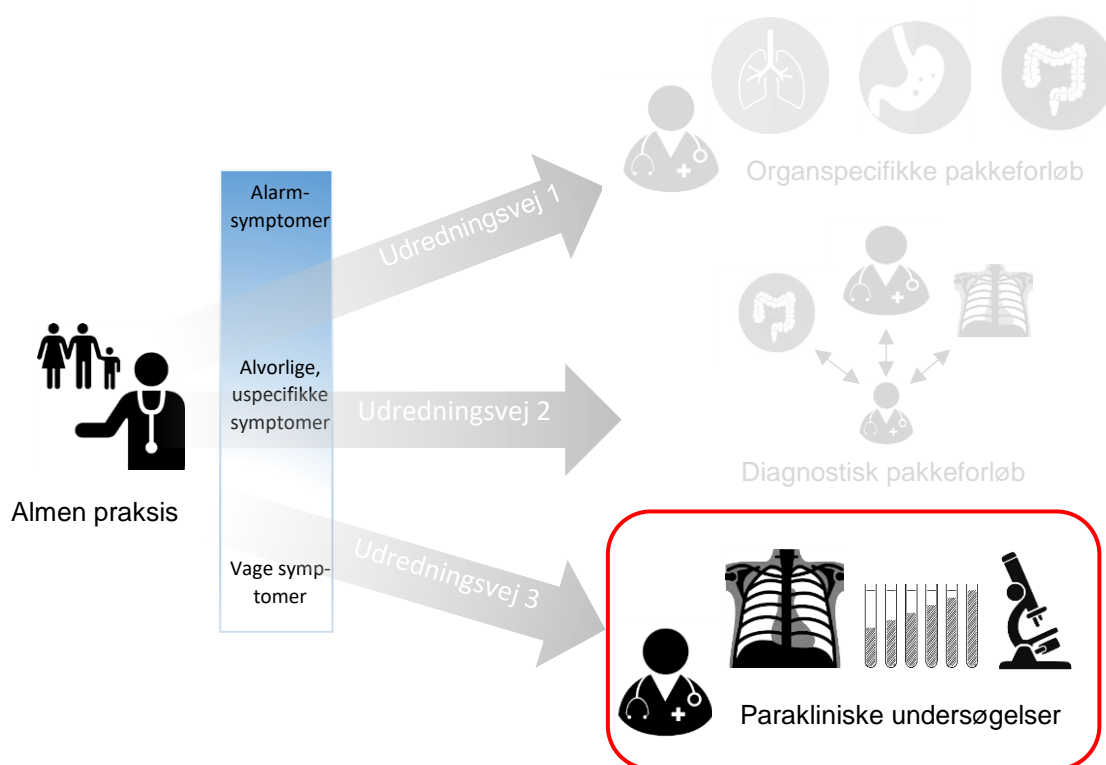 Organspecifikke pakkeforløb
Alarm-
symptomer
Udredningsvej 1
Alvorlige,
uspecifikke
symptomer
Udredningsvej 2
Diagnostisk pakkeforløb
Almen praksis
Vage symp-
tomer
Udredningsvej 3
Parakliniske undersøgelser